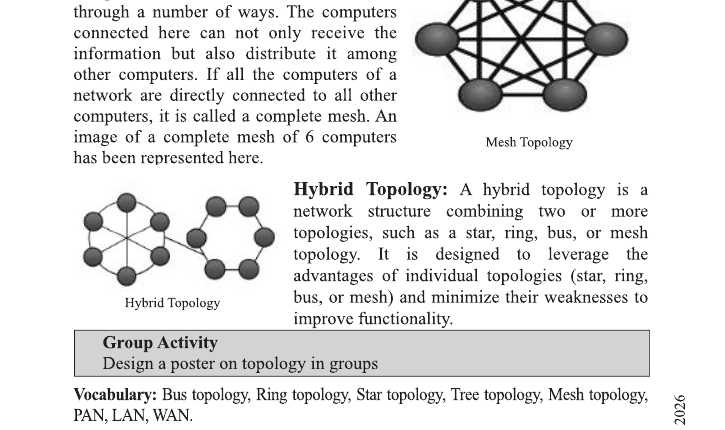 through a number of ways. The computers
connected here can not only receive the
information but also distribute it among
other computers. If all the computers of a
network are directly connected to all other
computers, it is called a complete mesh. An
image of a complete mesh of 6 computers
has been represented here.
Mesh Topology
Hybrid Topology: A hybrid topology is a
network structure combining two or more
topologies, such as a star, ring, bus, or mesh
topology. It is designed to leverage the
advantages of individual topologies (star, ring,
bus, or mesh) and minimize their weaknesses to
improve functionality.
Hybrid Topology
Group Activity
Design a poster on topology in groups
Vocabulary: Bus topology, Ring topology, Star topology, Tree topology, Mesh topology,
PAN, LAN, WAN.
2026